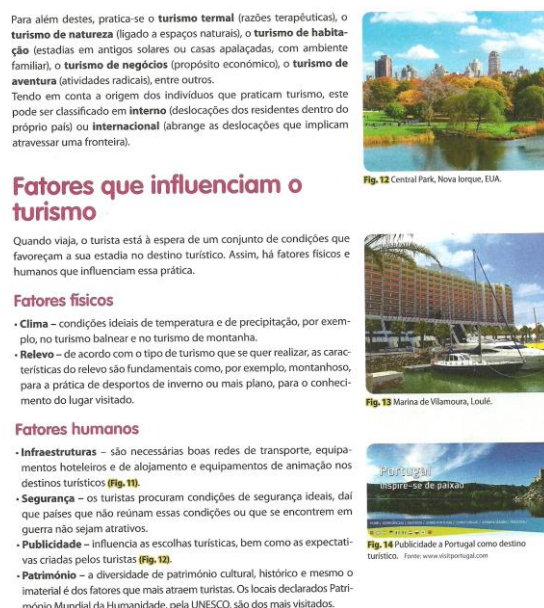 Para além destes, pratica-se o turismo termal (razões terapêuticas), o
turismo de natureza (ligado a espaços naturais), o turismo de habita-
ção (estadias em antigos solares ou casas apalaçadas, com ambiente
familiar), o turismo de negócios (propósito económico), o turismo de
aventura (atividades radicais), entre outros.
Tendo em conta a origem dos indivíduos que praticam turismo, este
pode ser classificado em interno (deslocações dos residentes dentro do
próprio país) ou internacional (abrange as deslocações que implicam
atravessar uma fronteira).
Fig. 12 Central Park, Nova Iorque, EUA.
Fatores que influenciam o
turismo
Quando viaja, o turista está à espera de um conjunto de condições que
favoreçam a sua estadia no destino turístico. Assim, há fatores físicos e
humanos que influenciam essa prática.
Fatores físicos
• Clima – condições ideais de temperatura e de precipitação, por exem-
plo, no turismo balnear e no turismo de montanha.
• Relevo – de acordo com o tipo de turismo que se quer realizar, as carac-
terísticas do relevo são fundamentais como, por exemplo, montanhoso,
para a prática de desportos de inverno ou mais plano, para o conheci-
mento do lugar visitado.
Fig. 13 Marina de Vilamoura, Loulé.
Fatores humanos
• Infraestruturas – são necessárias boas redes de transporte, equipa-
mentos hoteleiros e de alojamento e equipamentos de animação nos
destinos turísticos (Fig. 11).
• Segurança – os turistas procuram condições de segurança ideais, daí
que países que não reúnam essas condições ou que se encontrem em
guerra não sejam atrativos.
• Publicidade – influencia as escolhas turísticas, bem como as expectati-
vas criadas pelos turistas (Fig. 12).
• Património – a diversidade de património cultural, histórico e mesmo o
imaterial é dos fatores que mais atraem turistas. Os locais declarados Patri-
mónio Mundial da Humanidade, pela UNESCO, são dos mais visitados.
Portugal
inspire-se de paixão
Fig. 14 Publicidade a Portugal como destino
turístico. Fonte: www.visitportugal.com